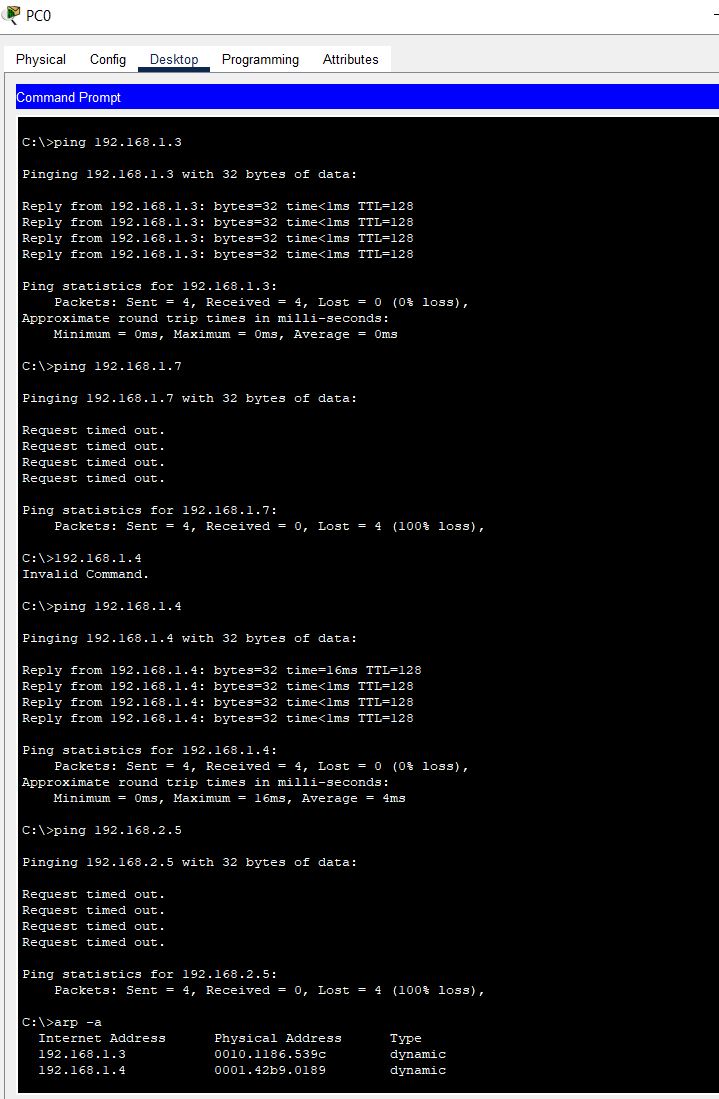 PC0
Physical Config Desktop Programming Attributes
Command Prompt
C:\>ping 192.168.1.3
Pinging 192.168.1.3 with 32 bytes of data:
Reply from 192.168.1.3: bytes=32 time<1ms TTL=128
Reply from 192.168.1.3: bytes=32 time<1ms TTL=128
Reply from 192.168.1.3: bytes=32 time<1ms TTL=128
Reply from 192.168.1.3: bytes=32 time<1ms TTL=128
Ping statistics for 192.168.1.3:
    Packets: Sent = 4, Received = 4, Lost = 0 (0% loss),
Approximate round trip times in milli-seconds:
    Minimum = 0ms, Maximum = 0ms, Average = 0ms
C:\>ping 192.168.1.7
Pinging 192.168.1.7 with 32 bytes of data:
Request timed out.
Request timed out.
Request timed out.
Request timed out.
Ping statistics for 192.168.1.7:
    Packets: Sent = 4, Received = 0, Lost = 4 (100% loss),
C:\>192.168.1.4
Invalid Command.
C:\>ping 192.168.1.4
Pinging 192.168.1.4 with 32 bytes of data:
Reply from 192.168.1.4: bytes=32 time=16ms TTL=128
Reply from 192.168.1.4: bytes=32 time<1ms TTL=128
Reply from 192.168.1.4: bytes=32 time<1ms TTL=128
Reply from 192.168.1.4: bytes=32 time<1ms TTL=128
Ping statistics for 192.168.1.4:
    Packets: Sent = 4, Received = 4, Lost = 0 (0% loss),
Approximate round trip times in milli-seconds:
    Minimum = 0ms, Maximum = 16ms, Average = 4ms
C:\>ping 192.168.2.5
Pinging 192.168.2.5 with 32 bytes of data:
Request timed out.
Request timed out.
Request timed out.
Request timed out.
Ping statistics for 192.168.2.5:
    Packets: Sent = 4, Received = 0, Lost = 4 (100% loss),
C:\>arp -a
  Internet Address      Physical Address      Type
  192.168.1.3           0010.1186.539c        dynamic
  192.168.1.4           0001.42b9.0189        dynamic